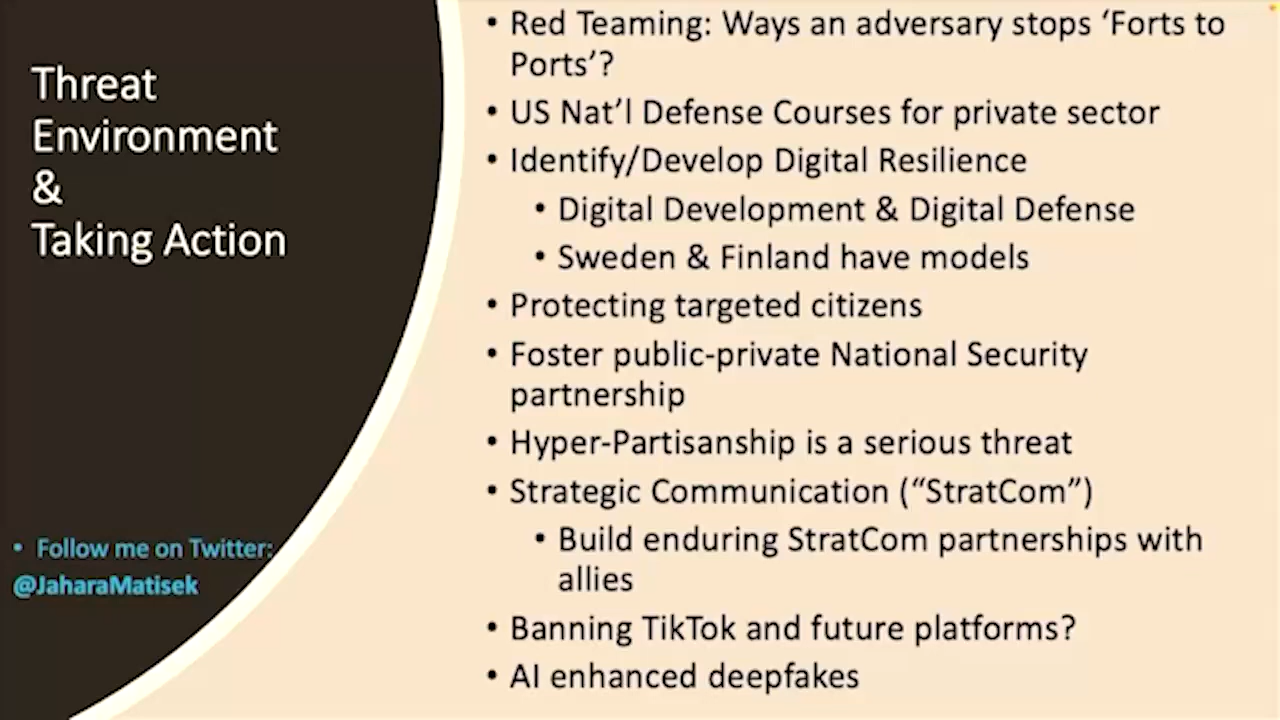 Threat
Environment
&
Taking Action
• Follow me on Twitter:
@JaharaMatisek
• Red Teaming: Ways an adversary stops ‘Forts to
Ports’?
• US Nat’l Defense Courses for private sector
• Identify/Develop Digital Resilience
• Digital Development & Digital Defense
• Sweden & Finland have models
• Protecting targeted citizens
• Foster public-private National Security
partnership
• Hyper-Partisanship is a serious threat
• Strategic Communication (“StratCom”)
• Build enduring StratCom partnerships with
allies
• Banning TikTok and future platforms?
• AI enhanced deepfakes